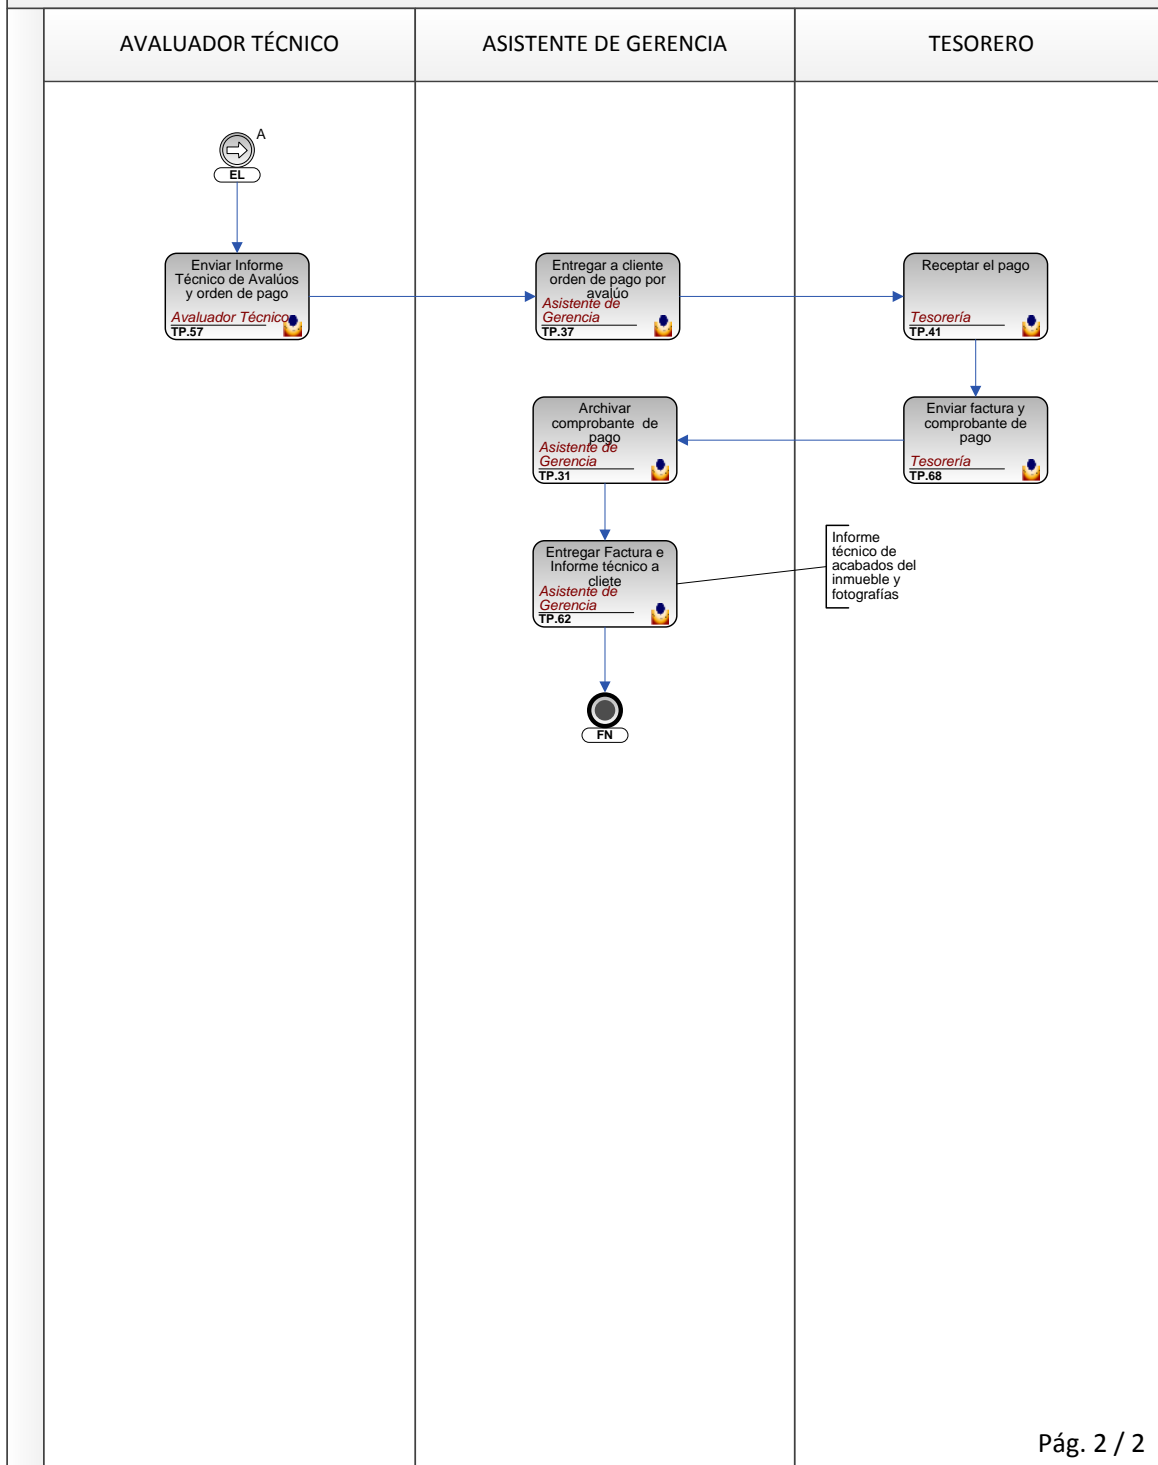 AVALUADOR TÉCNICO
ASISTENTE DE GERENCIA
TESORERO
A
EL
Enviar Informe
Técnico de Avalúos
y orden de pago
Avaluador Técnico
TP.57
Entregar a cliente
orden de pago por
avalúo
Asistente de
Gerencia
TP.37
Receptar el pago
Tesorería
TP.41
Enviar factura y
comprobante de
pago
Tesorería
TP.68
Archivar
comprobante de
pago
Asistente de
Gerencia
TP.31
Entregar Factura e
Informe técnico a
cliete
Asistente de
Gerencia
TP.62
Informe
técnico de
acabados del
inmueble y
fotografías
FN
Pág. 2 / 2